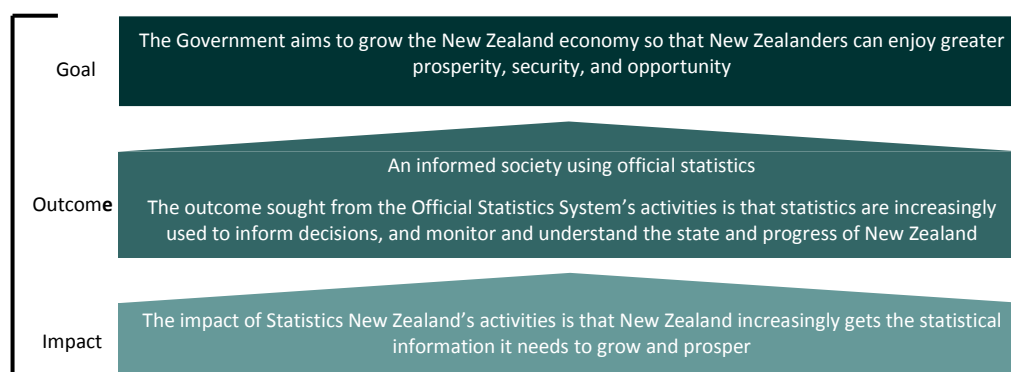 Goal
The Government aims to grow the New Zealand economy so that New Zealanders can enjoy greater
prosperity, security, and opportunity
Outcome
An informed society using official statistics
The outcome sought from the Official Statistics System’s activities is that statistics are increasingly
used to inform decisions, and monitor and understand the state and progress of New Zealand
Impact
The impact of Statistics New Zealand’s activities is that New Zealand increasingly gets the statistical
information it needs to grow and prosper